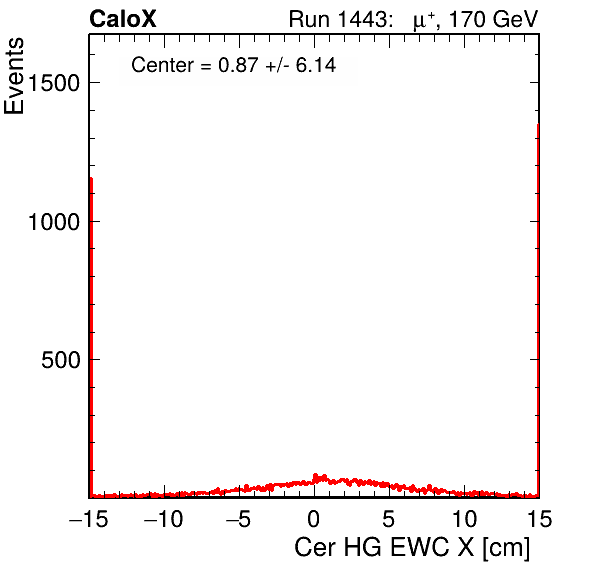 CaloX Run 1443: μ⁺, 170 GeV
Events
Center = 0.87 +/- 6.14
1500
1000
500
−15 −10 −5 0 5 10 15
Cer HG EWC X [cm]